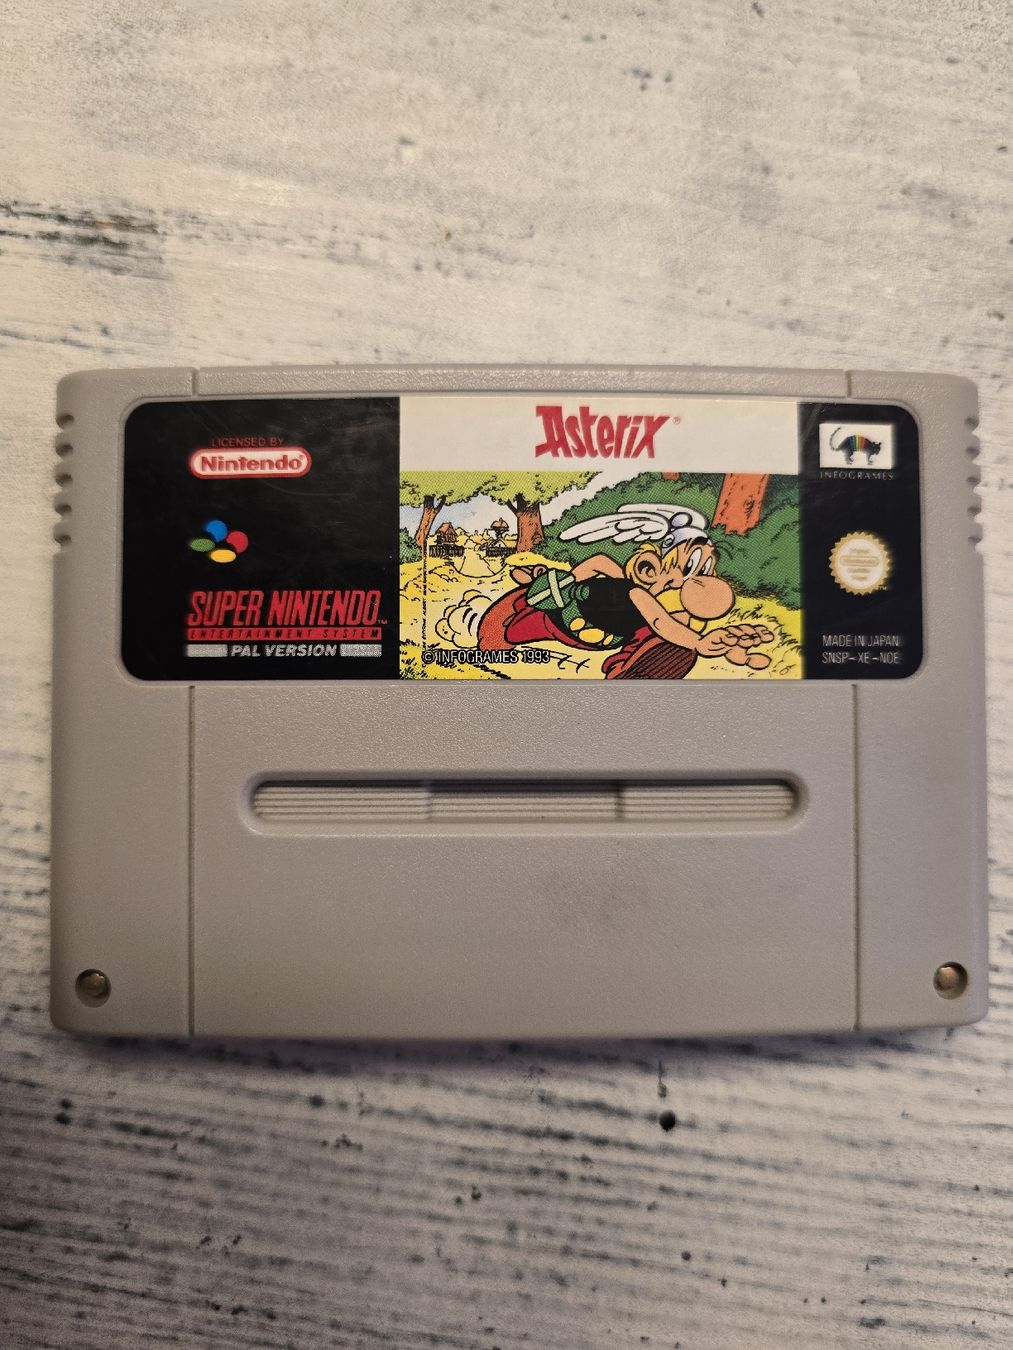 LICENSED BY
Nintendo®
SUPER NINTENDO™
ENTERTAINMENT SYSTEM
PAL VERSION
Asterix®
© INFOGRAMES 1993
INFOGRAMES
Nintendo
MADE IN JAPAN
SNSP-XE-NOE